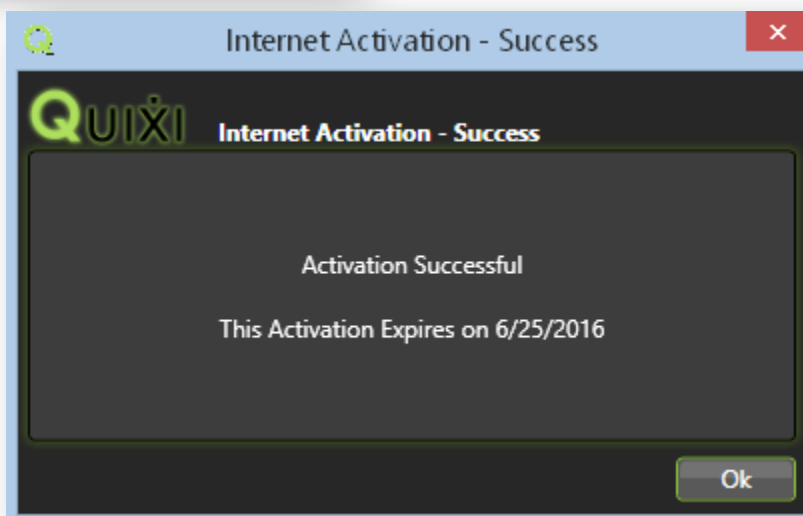 Internet Activation - Success
QUIXI
Internet Activation - Success
Activation Successful
This Activation Expires on 6/25/2016
Ok